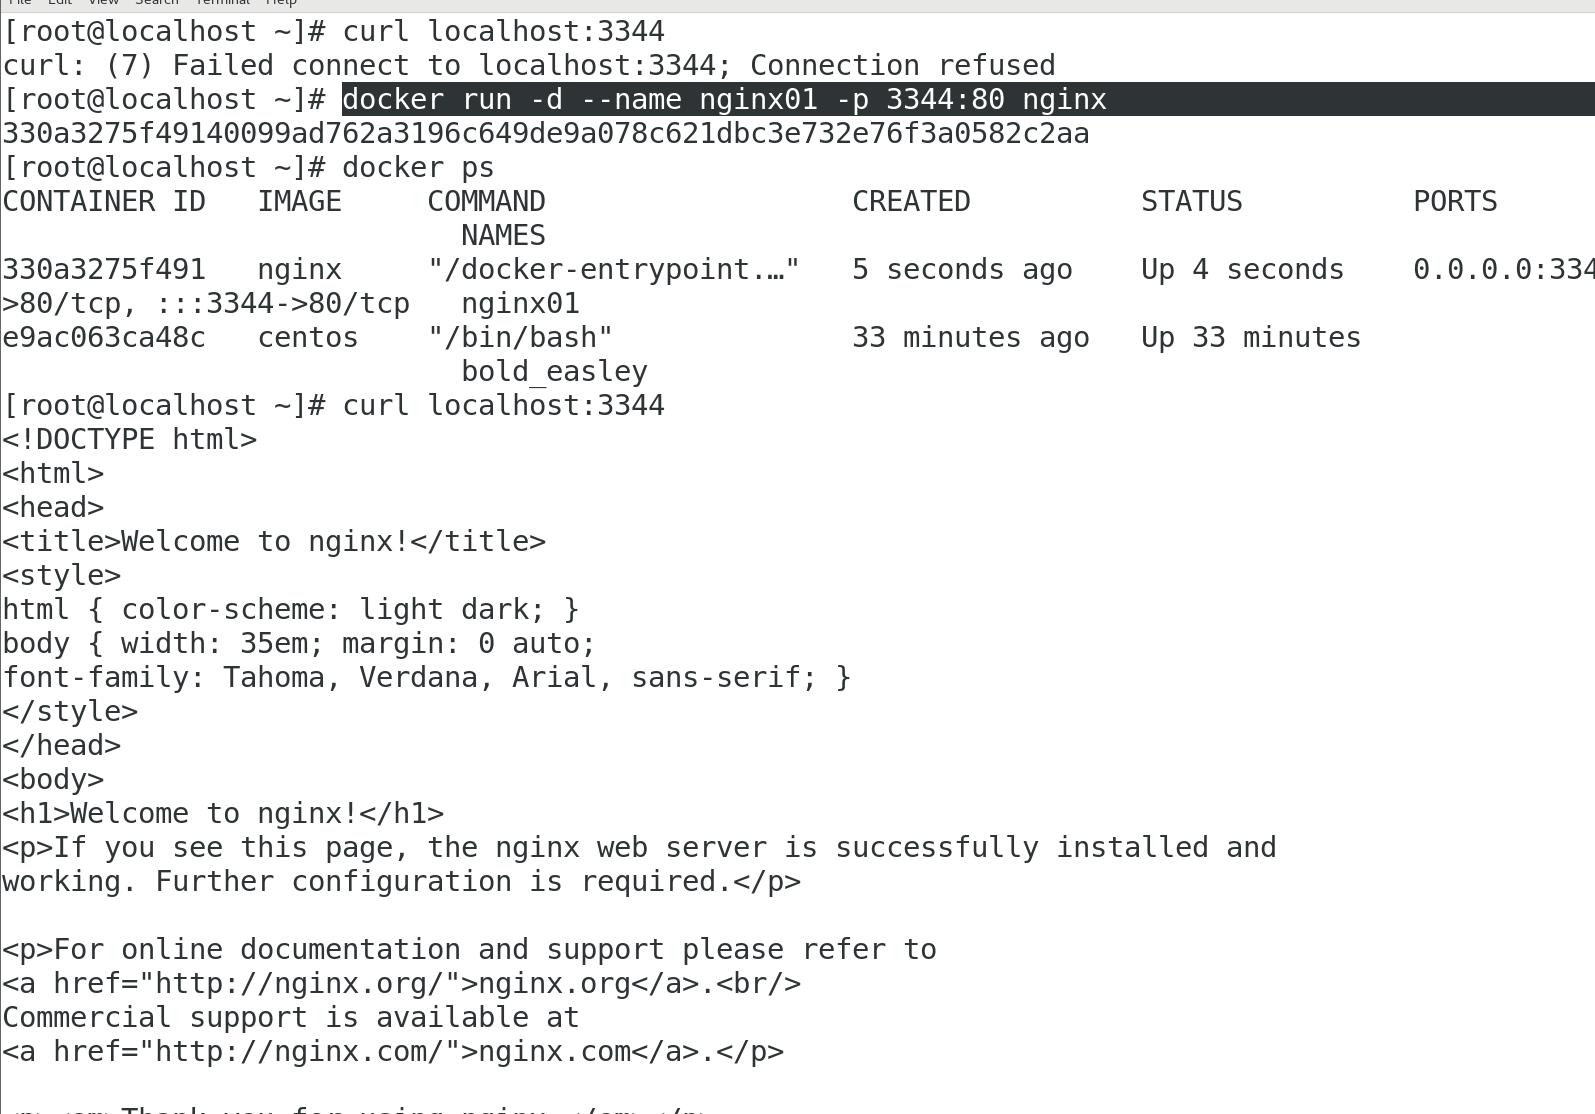 File Edit View Search Terminal Help
[root@localhost ~]# curl localhost:3344
curl: (7) Failed connect to localhost:3344; Connection refused
[root@localhost ~]# docker run -d --name nginx01 -p 3344:80 nginx
330a3275f49140099ad762a3196c649de9a078c621dbc3e732e76f3a0582c2aa
[root@localhost ~]# docker ps
CONTAINER ID   IMAGE     COMMAND                  CREATED          STATUS          PORTS
                           NAMES
330a3275f491   nginx     "/docker-entrypoint.…"   5 seconds ago    Up 4 seconds    0.0.0.0:334
>80/tcp, :::3344->80/tcp   nginx01
e9ac063ca48c   centos    "/bin/bash"              33 minutes ago   Up 33 minutes
                           bold_easley
[root@localhost ~]# curl localhost:3344
<!DOCTYPE html>
<html>
<head>
<title>Welcome to nginx!</title>
<style>
html { color-scheme: light dark; }
body { width: 35em; margin: 0 auto;
font-family: Tahoma, Verdana, Arial, sans-serif; }
</style>
</head>
<body>
<h1>Welcome to nginx!</h1>
<p>If you see this page, the nginx web server is successfully installed and
working. Further configuration is required.</p>

<p>For online documentation and support please refer to
<a href="http://nginx.org/">nginx.org</a>.<br/>
Commercial support is available at
<a href="http://nginx.com/">nginx.com</a>.</p>

<p><em>Thank you for using nginx.</em></p>